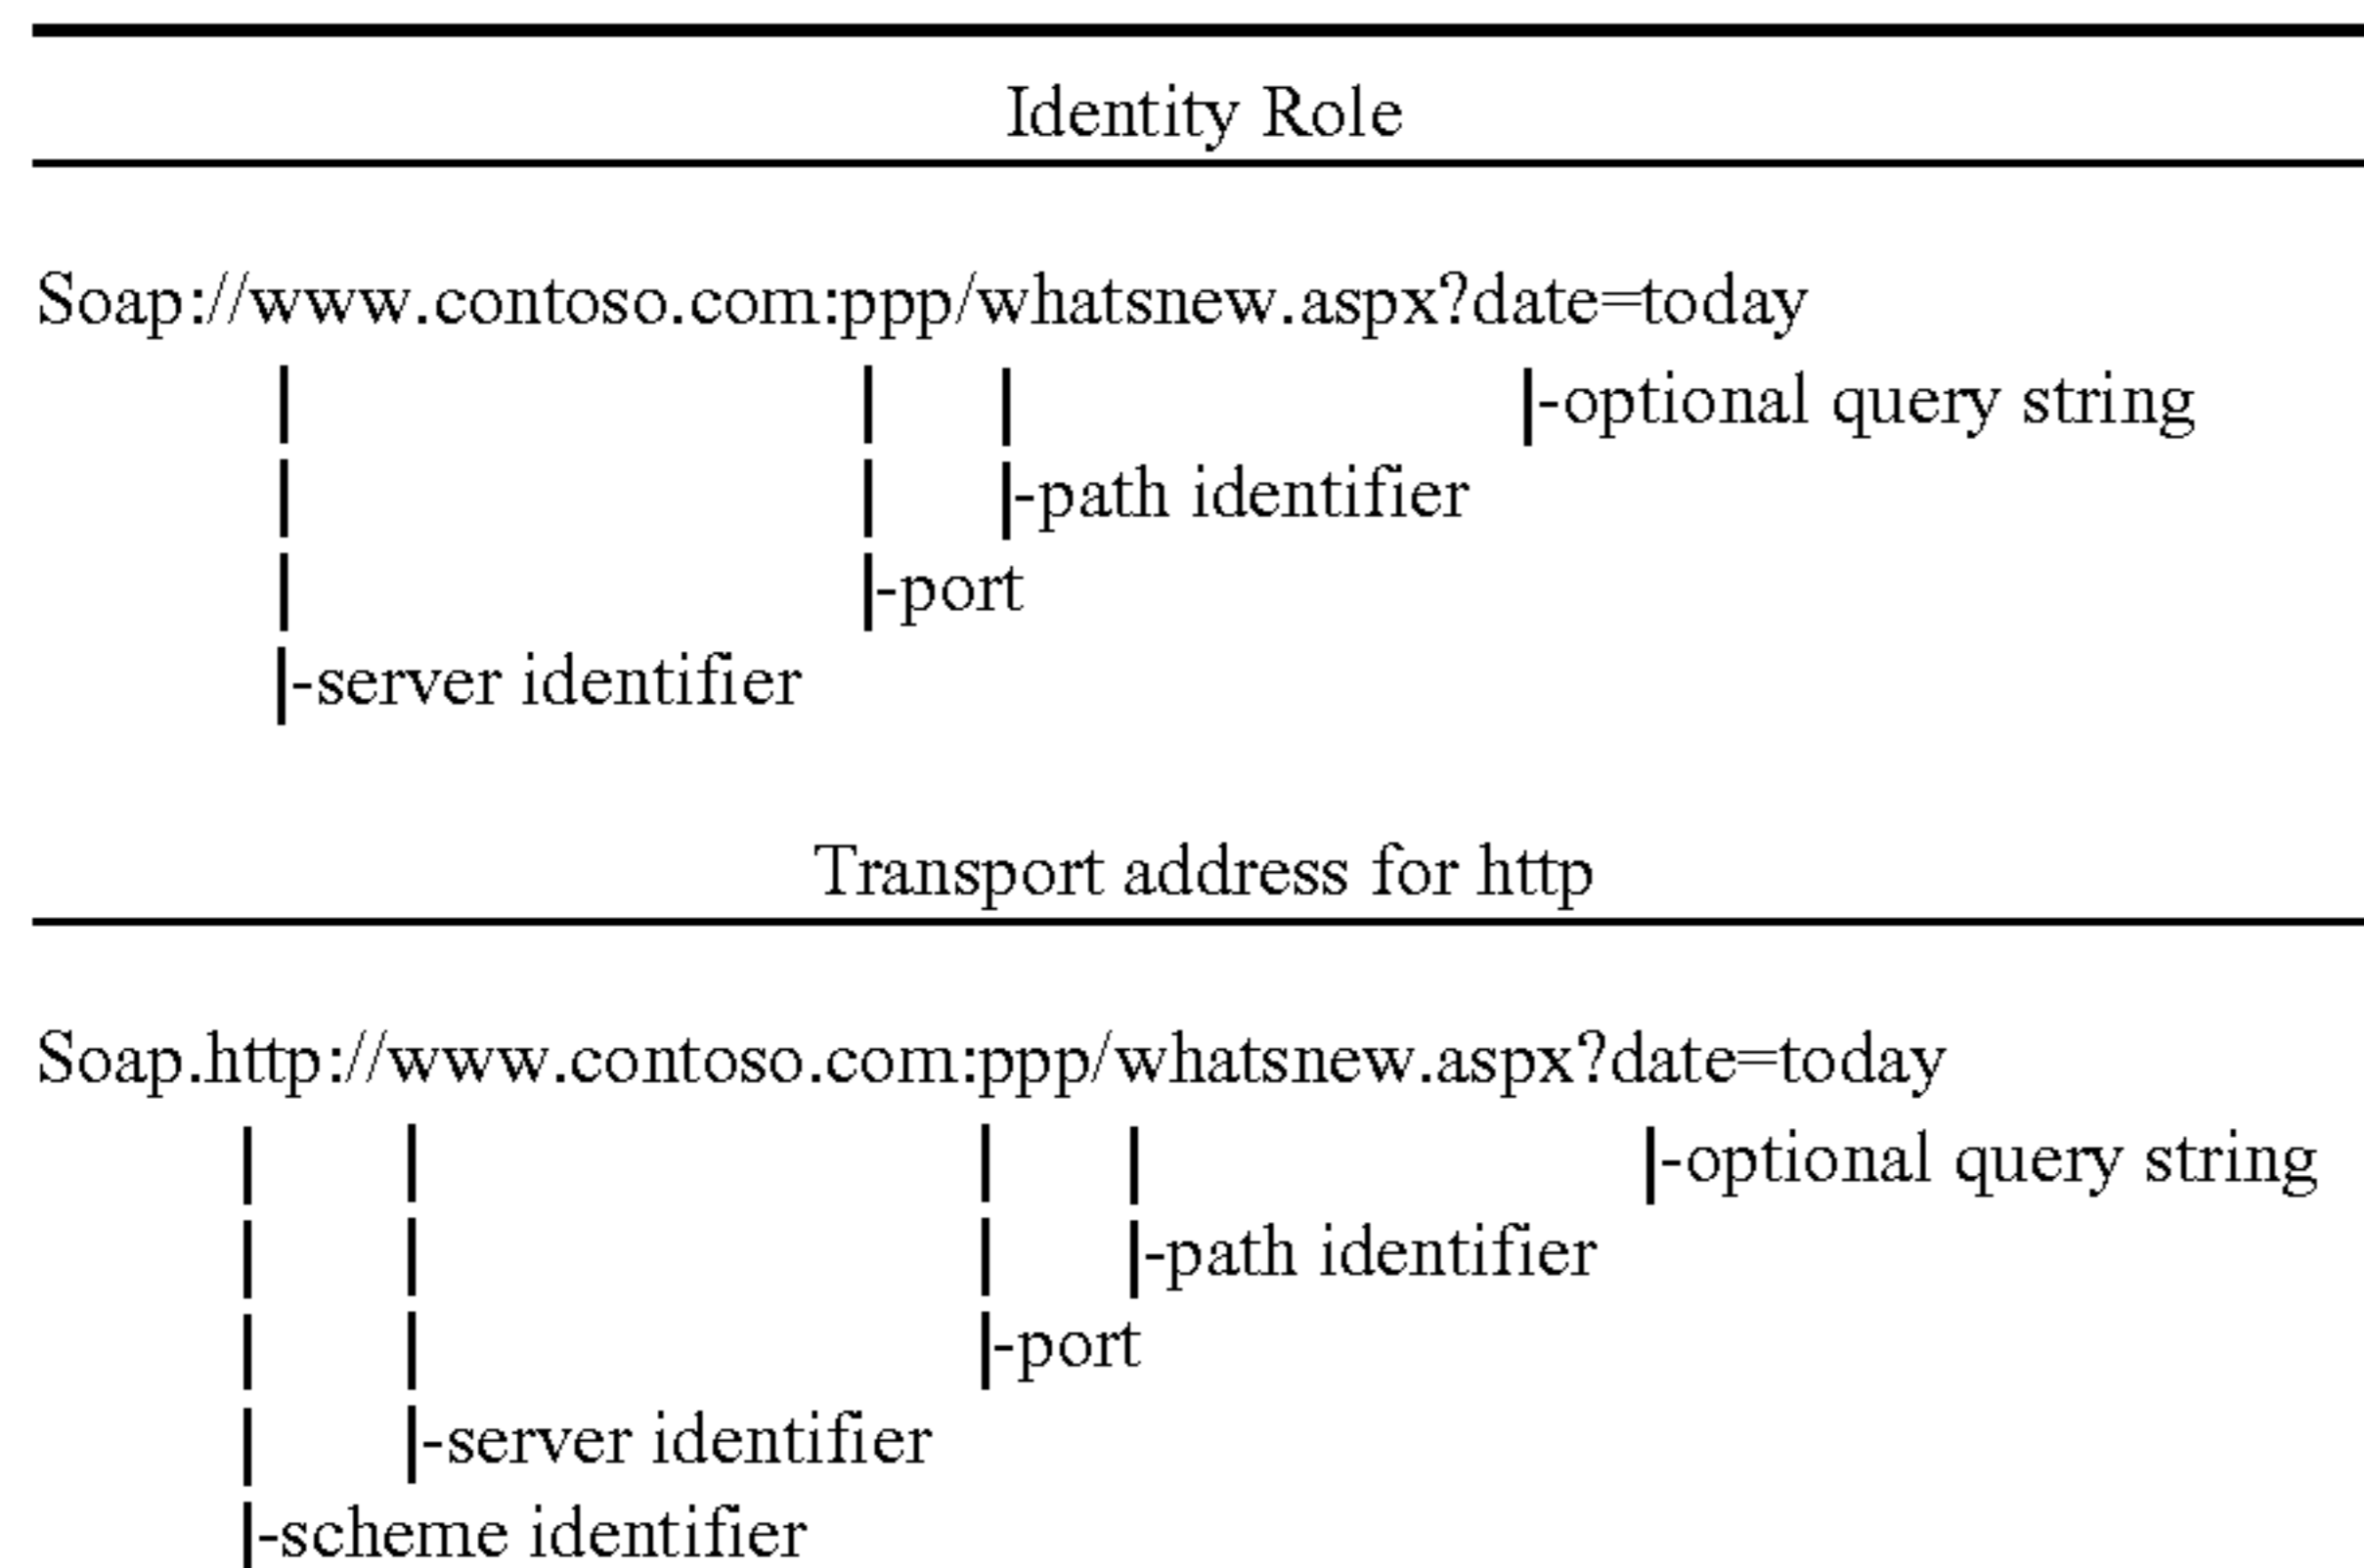 Identity Role
Soap://www.contoso.com:ppp/whatsnew.aspx?date=today
| | | |-optional query string
| | |-path identifier
| |-port
|-server identifier
Transport address for http
Soap.http://www.contoso.com:ppp/whatsnew.aspx?date=today
| | | | |-optional query string
| | | |-path identifier
| | |-port
| |-server identifier
|-scheme identifier